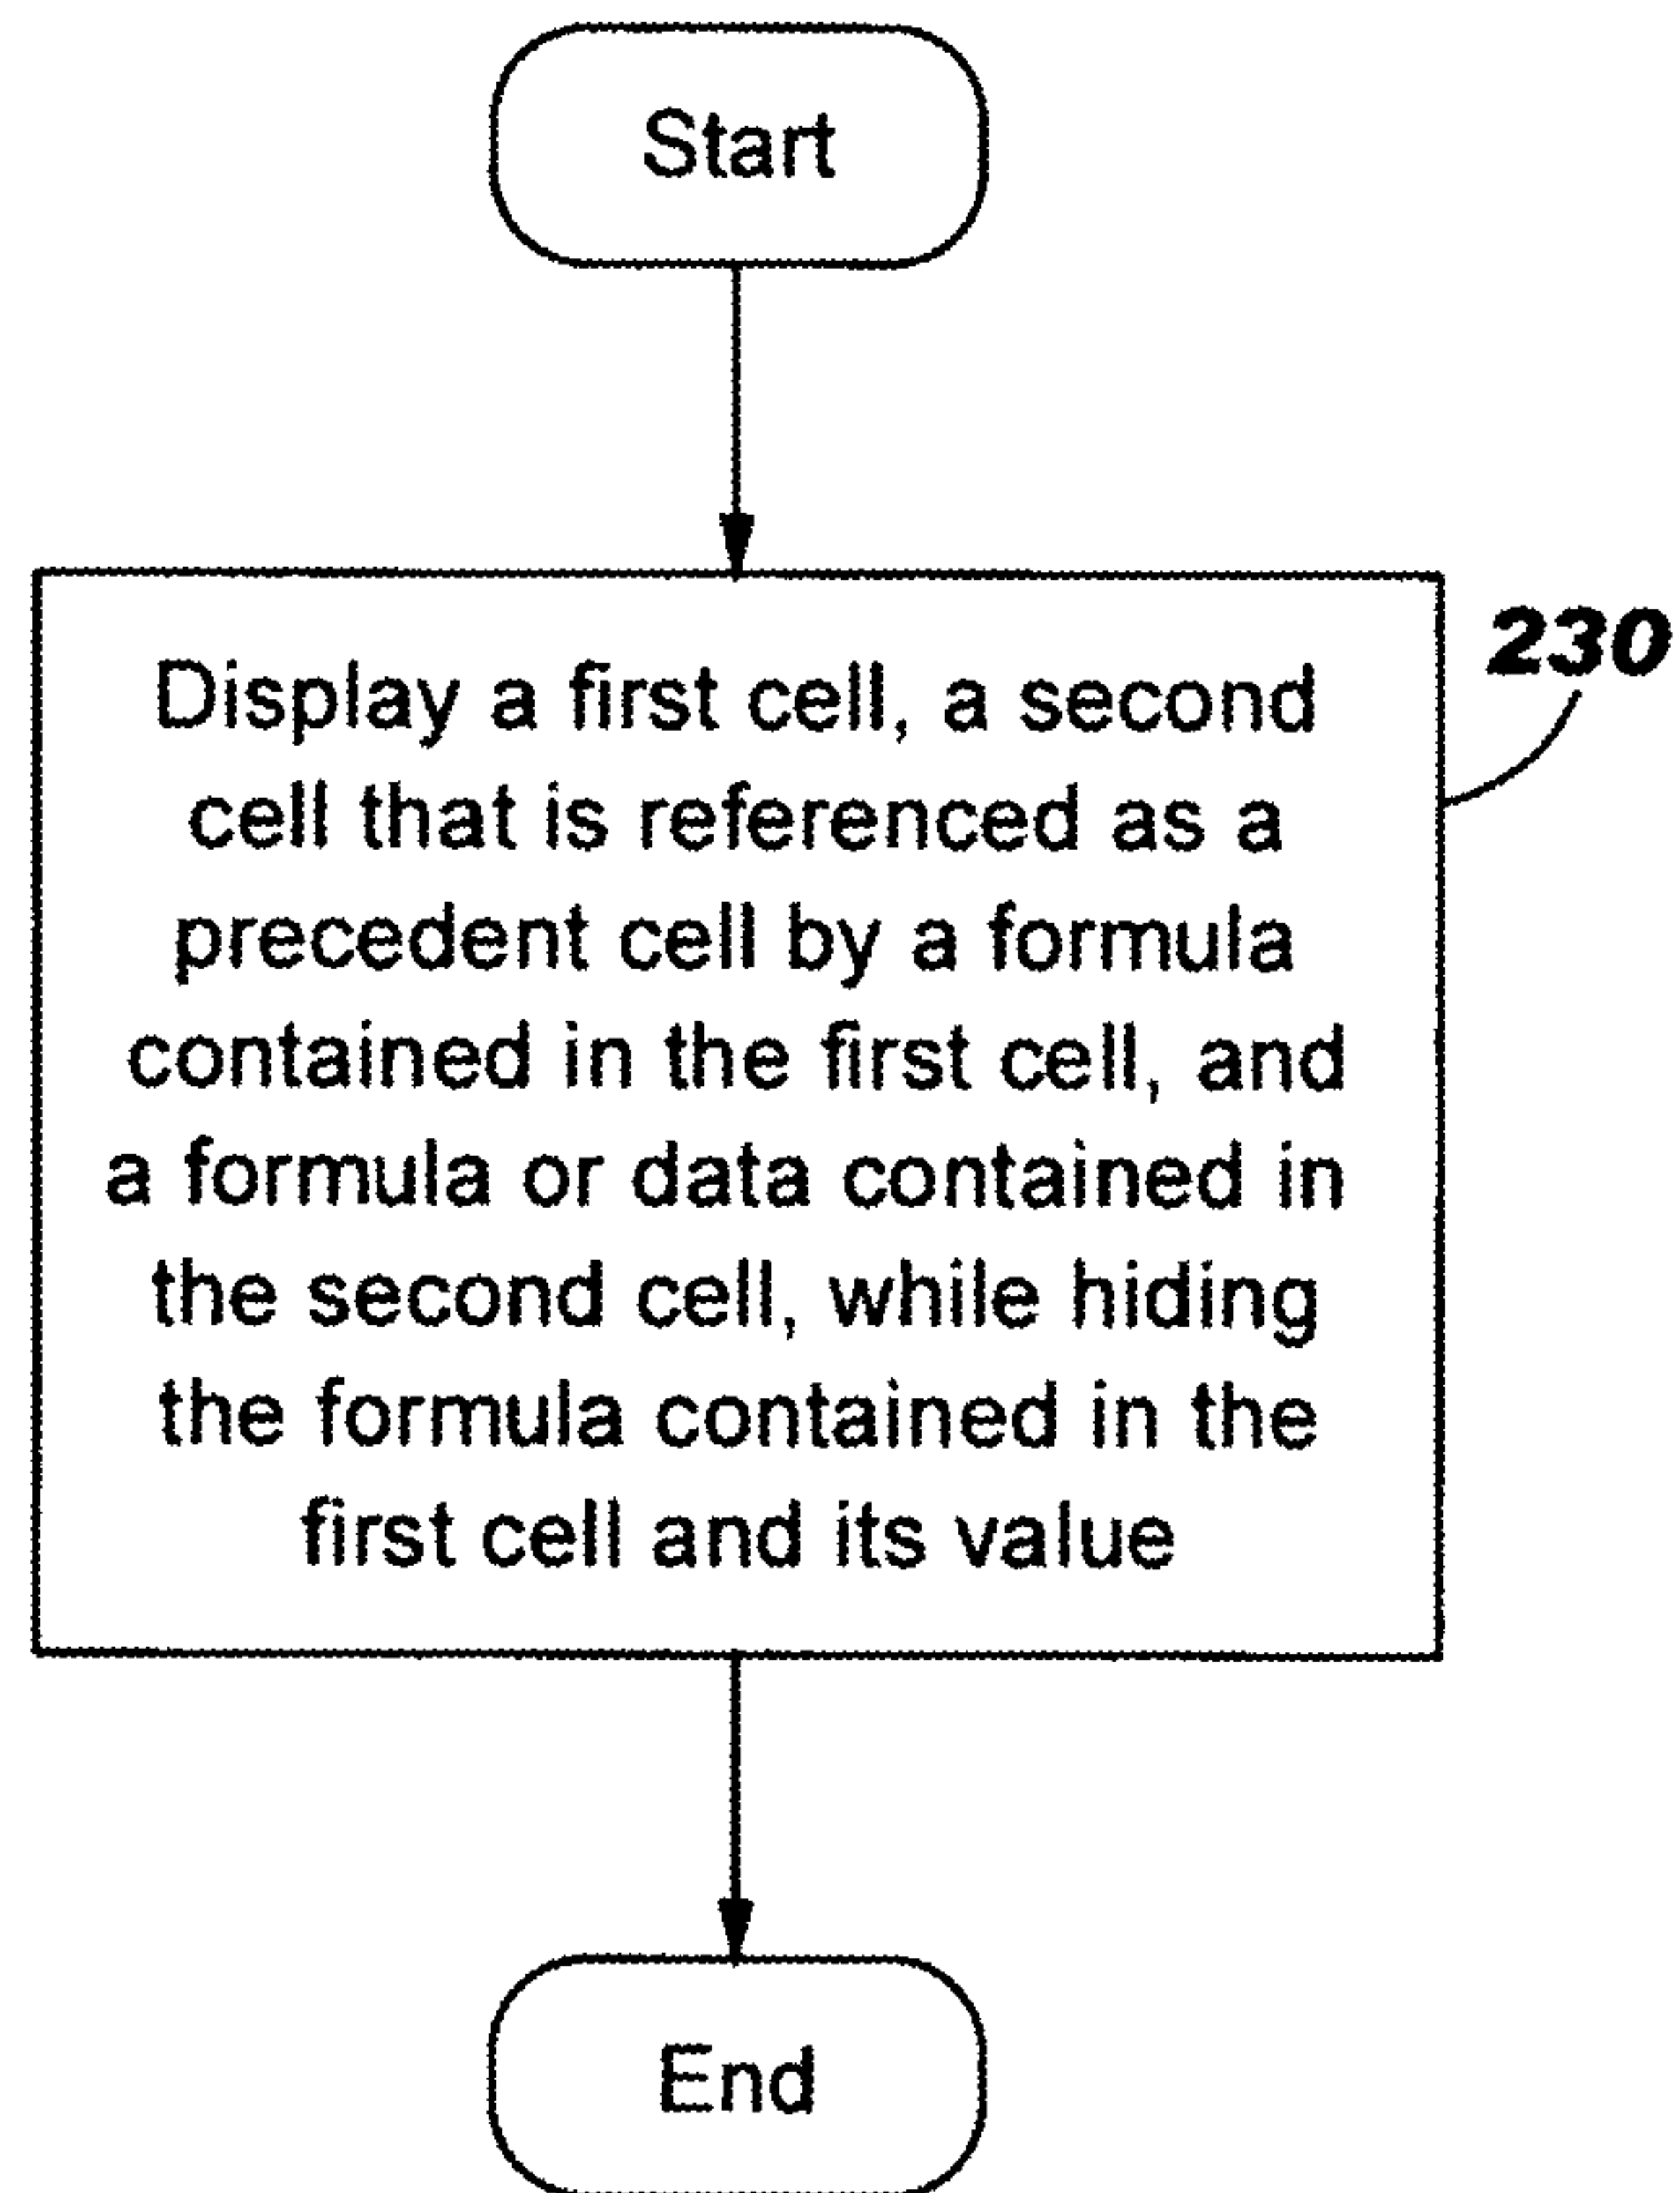 Start
230
Display a first cell, a second
cell that is referenced as a
precedent cell by a formula
contained in the first cell, and
a formula or data contained in
the second cell, while hiding
the formula contained in the
first cell and its value
End